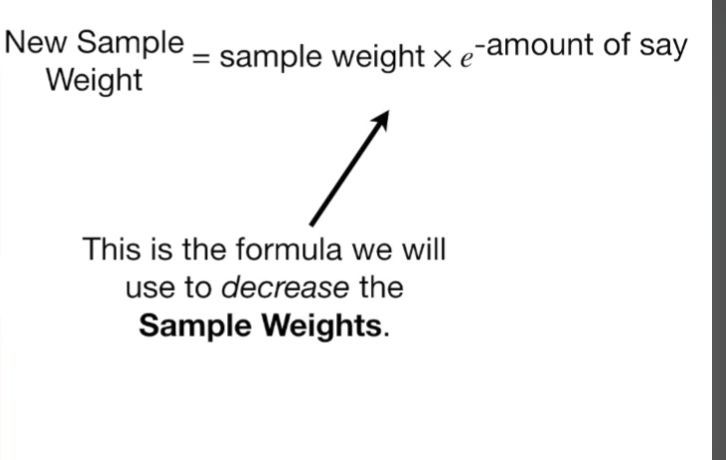 New Sample Weight = sample weight × e^-amount of say
This is the formula we will
use to decrease the
Sample Weights.